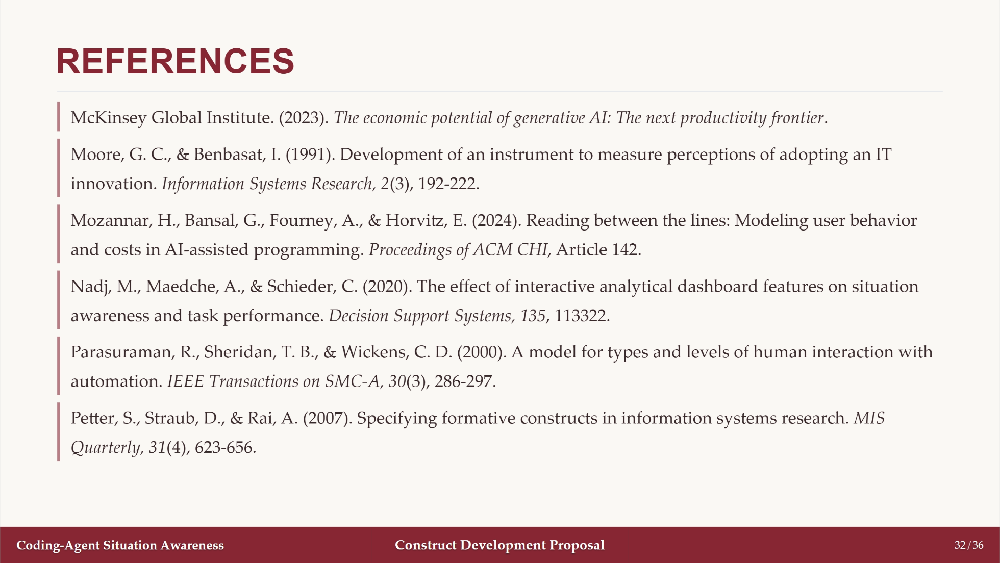 REFERENCES
McKinsey Global Institute. (2023). The economic potential of generative AI: The next productivity frontier.
Moore, G. C., & Benbasat, I. (1991). Development of an instrument to measure perceptions of adopting an IT
innovation. Information Systems Research, 2(3), 192-222.
Mozannar, H., Bansal, G., Fourney, A., & Horvitz, E. (2024). Reading between the lines: Modeling user behavior
and costs in AI-assisted programming. Proceedings of ACM CHI, Article 142.
Nadj, M., Maedche, A., & Schieder, C. (2020). The effect of interactive analytical dashboard features on situation
awareness and task performance. Decision Support Systems, 135, 113322.
Parasuraman, R., Sheridan, T. B., & Wickens, C. D. (2000). A model for types and levels of human interaction with
automation. IEEE Transactions on SMC-A, 30(3), 286-297.
Petter, S., Straub, D., & Rai, A. (2007). Specifying formative constructs in information systems research. MIS
Quarterly, 31(4), 623-656.
Coding-Agent Situation Awareness
Construct Development Proposal
32/36